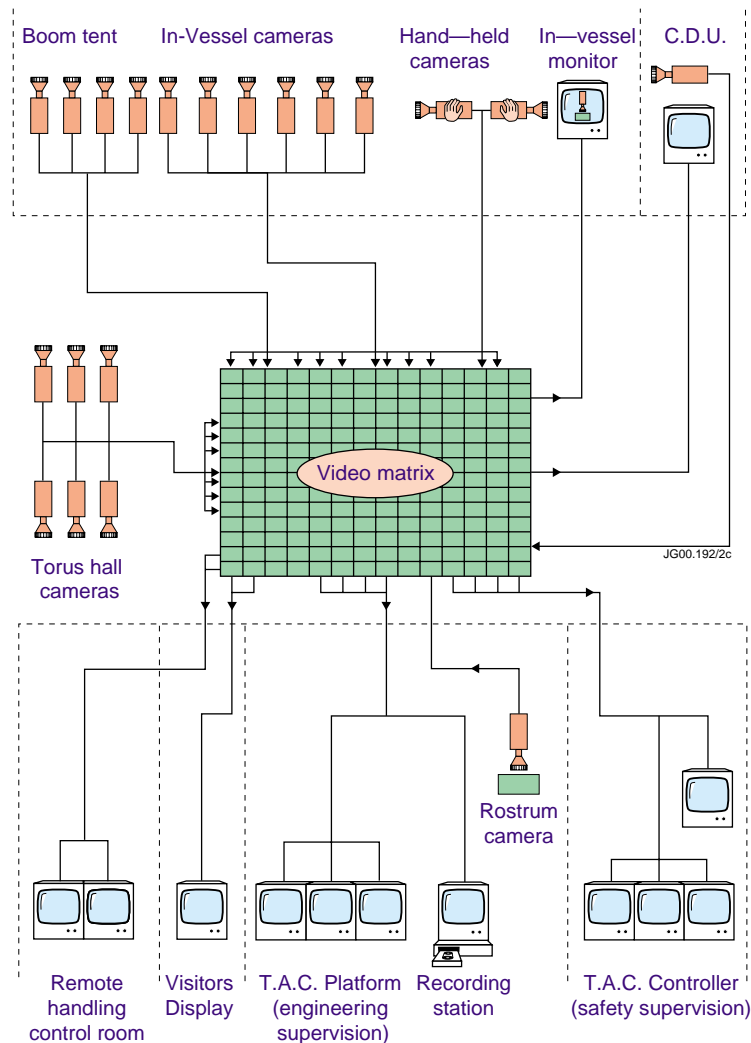 Boom tent
In-Vessel cameras
Hand—held
cameras
In—vessel
monitor
C.D.U.
Video matrix
JG00.192/2c
Torus hall
cameras
Rostrum
camera
Remote
handling
control room
Visitors
Display
T.A.C. Platform
(engineering
supervision)
Recording
station
T.A.C. Controller
(safety supervision)